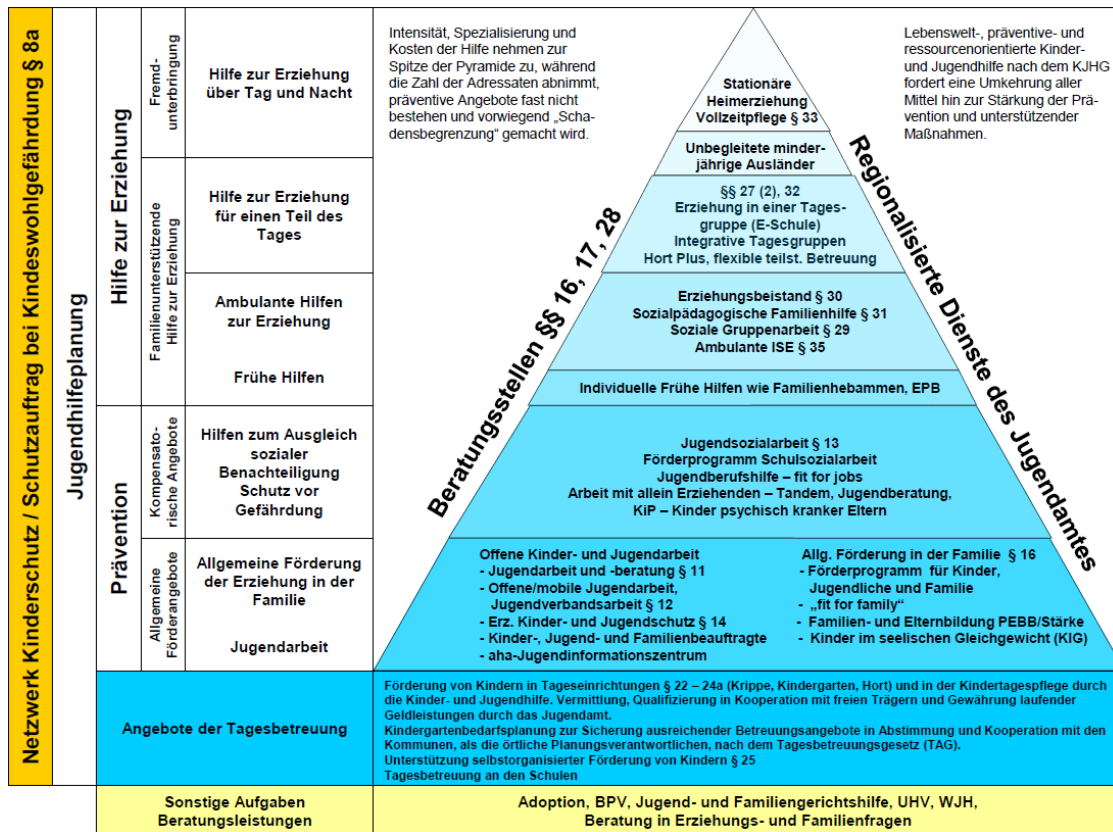 Netzwerk Kinderschutz / Schutzauftrag bei Kindeswohlgefährdung § 8a
Jugendhilfeplanung
Hilfe zur Erziehung
Fremd-
unterbringung
Hilfe zur Erziehung
über Tag und Nacht
Familienunterstützende
Hilfe zur Erziehung
Hilfe zur Erziehung
für einen Teil des
Tages
Ambulante Hilfen
zur Erziehung
Frühe Hilfen
Prävention
Kompensato-
rische Angebote
Hilfen zum Ausgleich
sozialer
Benachteiligung
Schutz vor
Gefährdung
Allgemeine
Förderangebote
Allgemeine Förderung
der Erziehung in der
Familie
Jugendarbeit
Intensität, Spezialisierung und
Kosten der Hilfe nehmen zur
Spitze der Pyramide zu, während
die Zahl der Adressaten abnimmt,
präventive Angebote fast nicht
bestehen und vorwiegend „Scha-
densbegrenzung“ gemacht wird.
Lebenswelt-, präventive- und
ressourcenorientierte Kinder-
und Jugendhilfe nach dem KJHG
fordert eine Umkehrung aller
Mittel hin zur Stärkung der Prä-
vention und unterstützender
Maßnahmen.
Beratungsstellen §§ 16, 17, 28
Regionalisierte Dienste des Jugendamtes
Stationäre
Heimerziehung
Vollzeitpflege § 33
Unbegleitete minder-
jährige Ausländer
§§ 27 (2), 32
Erziehung in einer Tages-
gruppe (E-Schule)
Integrative Tagesgruppen
Hort Plus, flexible teilst. Betreuung
Erziehungsbeistand § 30
Sozialpädagogische Familienhilfe § 31
Soziale Gruppenarbeit § 29
Ambulante ISE § 35
Individuelle Frühe Hilfen wie Familienhebammen, EPB
Jugendsozialarbeit § 13
Förderprogramm Schulsozialarbeit
Jugendberufshilfe – fit for jobs
Arbeit mit allein Erziehenden – Tandem, Jugendberatung,
KiP – Kinder psychisch kranker Eltern
Offene Kinder- und Jugendarbeit
- Jugendarbeit und -beratung § 11
- Offene/mobile Jugendarbeit,
Jugendverbandsarbeit § 12
- Erz. Kinder- und Jugendschutz § 14
- Kinder-, Jugend- und Familienbeauftragte
- aha-Jugendinformationszentrum
Allg. Förderung in der Familie § 16
- Förderprogramm für Kinder,
Jugendliche und Familie
- „fit for family“
- Familien- und Elternbildung PEBB/Stärke
- Kinder im seelischen Gleichgewicht (KIG)
Angebote der Tagesbetreuung
Förderung von Kindern in Tageseinrichtungen § 22 – 24a (Krippe, Kindergarten, Hort) und in der Kindertagespflege durch
die Kinder- und Jugendhilfe. Vermittlung, Qualifizierung in Kooperation mit freien Trägern und Gewährung laufender
Geldleistungen durch das Jugendamt.
Kindergartenbedarfsplanung zur Sicherung ausreichender Betreuungsangebote in Abstimmung und Kooperation mit den
Kommunen, als die örtliche Planungsverantwortlichen, nach dem Tagesbetreuungsgesetz (TAG).
Unterstützung selbstorganisierter Förderung von Kindern § 25
Tagesbetreuung an den Schulen
Sonstige Aufgaben
Beratungsleistungen
Adoption, BPV, Jugend- und Familiengerichtshilfe, UHV, WJH,
Beratung in Erziehungs- und Familienfragen